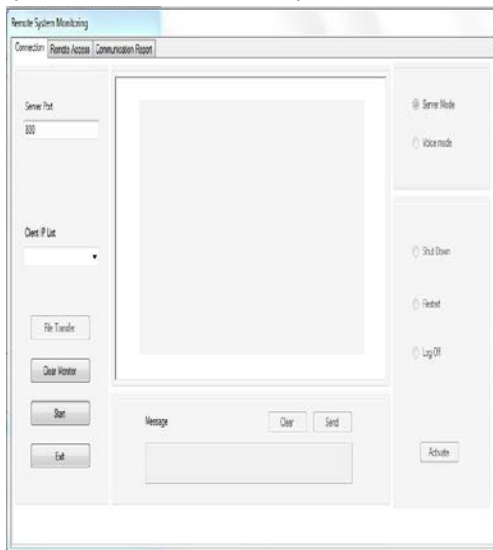 Remote System Monitoring
Connection Remote Access Communication Report
Server Port
800
Client IP List
File Transfer
Clear Monitor
Start
Exit
Message
Clear Send
Server Mode
Voice mode
Shut Down
Restart
Log Off
Activate